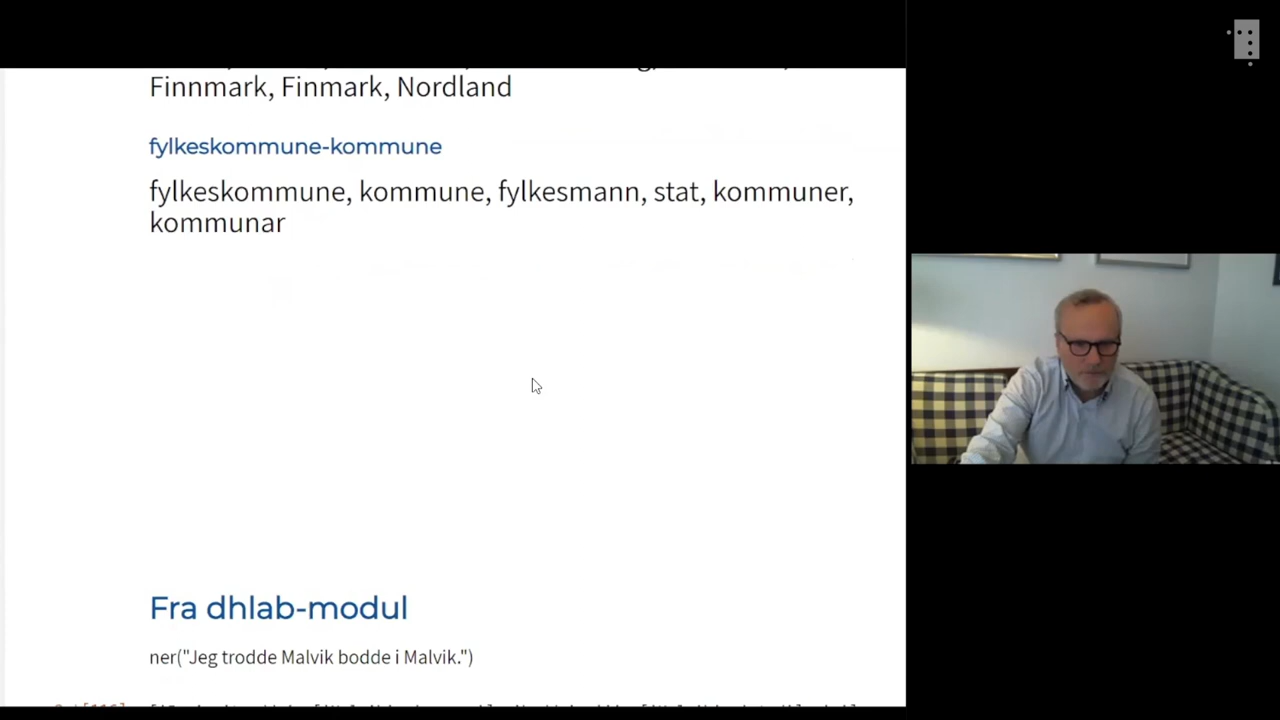 Finnmark, Finmark, Nordland
fylkeskommune-kommune
fylkeskommune, kommune, fylkesmann, stat, kommuner,
kommunar
Fra dhlab-modul
ner("Jeg trodde Malvik bodde i Malvik.")